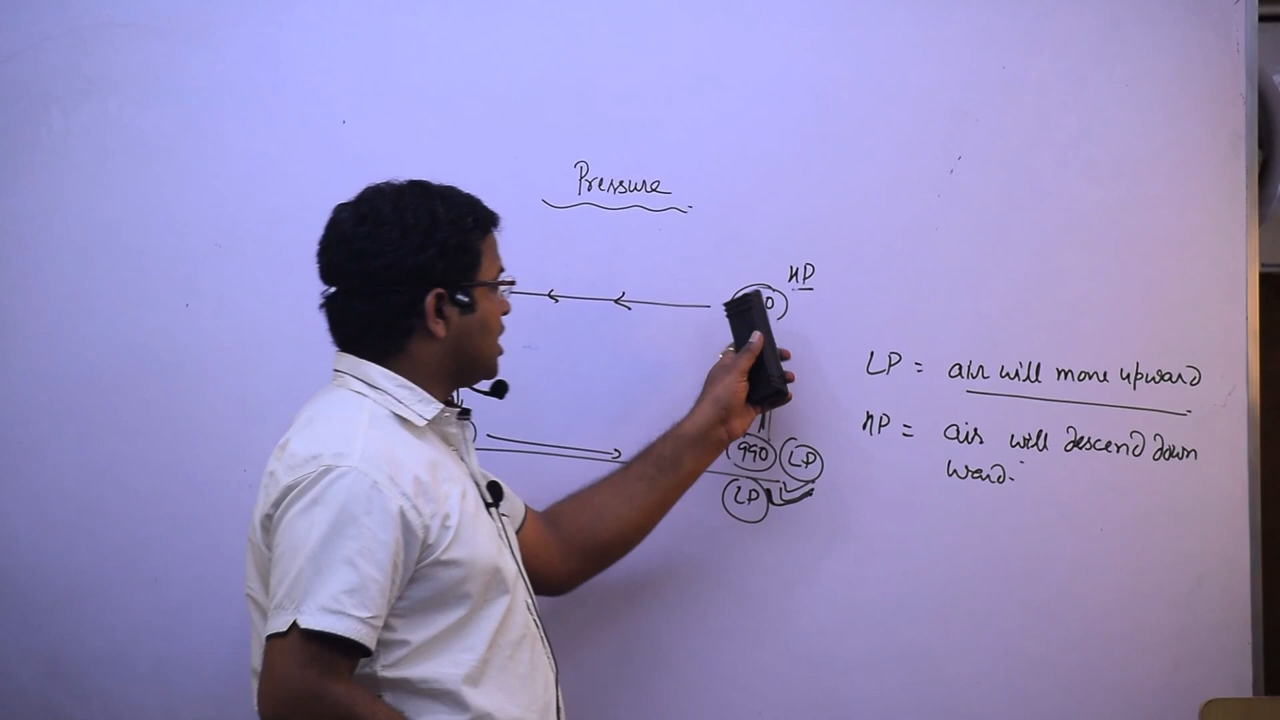 Pressure
HP
LP = air will move upward
HP = air will descend down
ward.
990 LP
LP